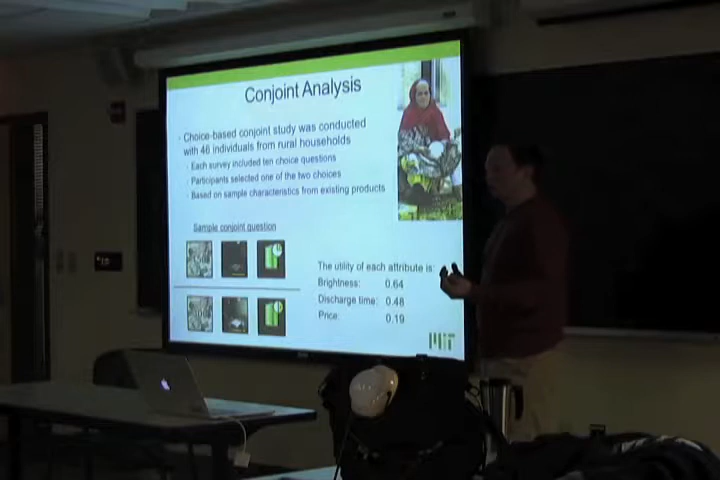 Conjoint Analysis
Choice-based conjoint study was conducted
with 46 individuals from rural households
Each survey included ten choice questions
Participants selected one of the two choices
Based on sample characteristics from existing products
Sample conjoint question
The utility of each attribute is:
Brightness: 0.64
Discharge time: 0.48
Price: 0.19
MIT